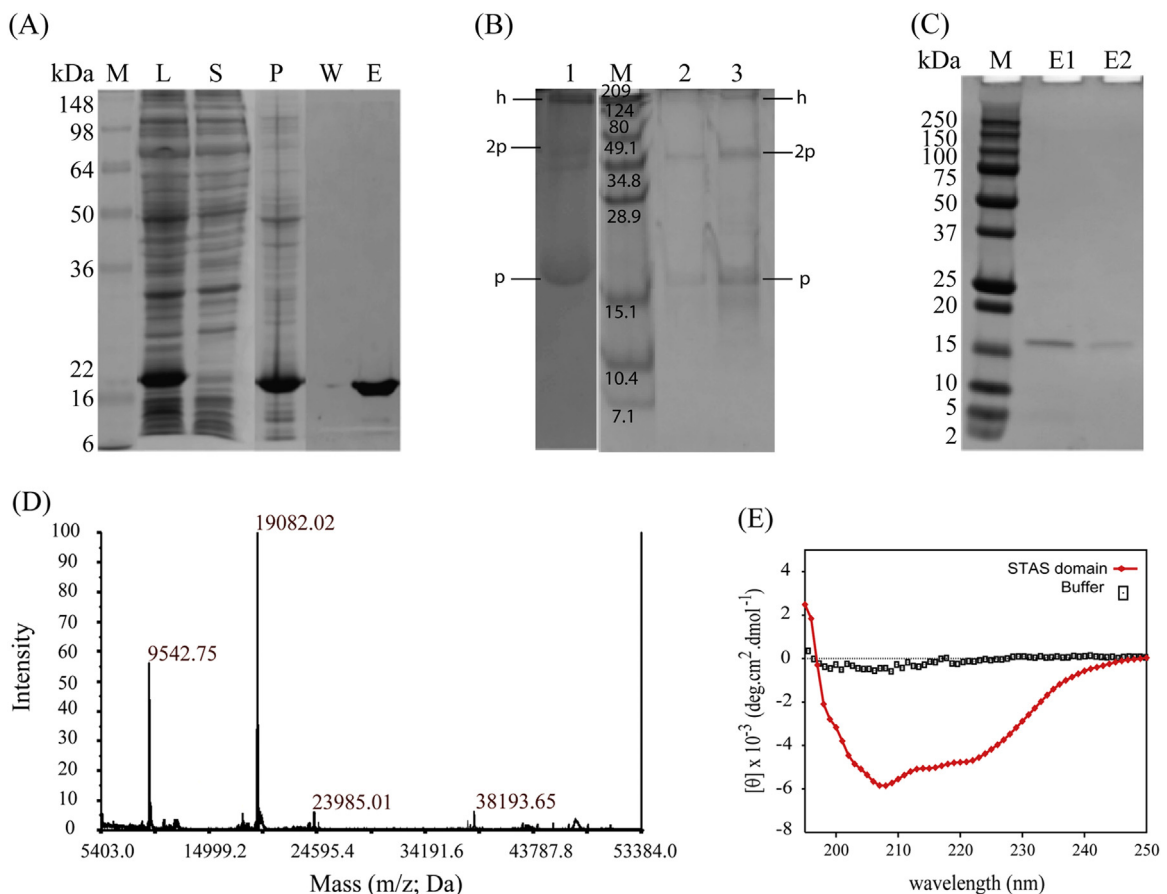 (A)
kDa M L S P W E
148
98
64
50
36
22
16
6
(B)
1 M 2 3
h
2p
p
209
124
80
49.1
34.8
28.9
15.1
10.4
7.1
h
2p
p
(C)
kDa M E1 E2
250
150
100
75
50
37
25
20
15
10
5
2
(D)
Intensity
100
90
80
70
60
50
40
30
20
10
0
19082.02
9542.75
23985.01
38193.65
5403.0 14999.2 24595.4 34191.6 43787.8 53384.0
Mass (m/z; Da)
(E)
[θ] x 10⁻³ (deg.cm².dmol⁻¹)
4
2
0
-2
-4
-6
-8
STAS domain
Buffer
200 210 220 230 240 250
wavelength (nm)